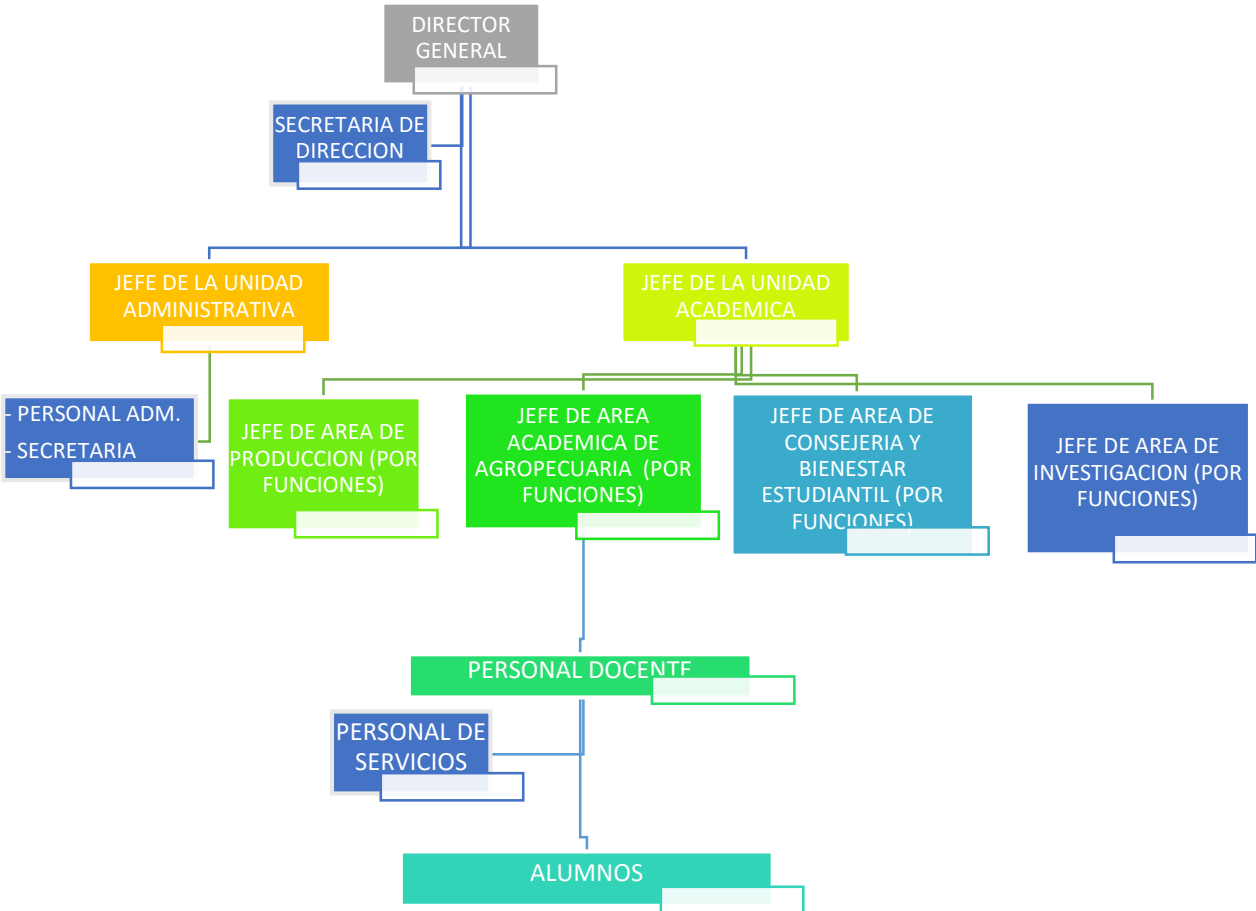 DIRECTOR
GENERAL
SECRETARIA DE
DIRECCION
JEFE DE LA UNIDAD
ADMINISTRATIVA
JEFE DE LA UNIDAD
ACADEMICA
- PERSONAL ADM.
- SECRETARIA
JEFE DE AREA DE
PRODUCCION (POR
FUNCIONES)
JEFE DE AREA
ACADEMICA DE
AGROPECUARIA (POR
FUNCIONES)
JEFE DE AREA DE
CONSEJERIA Y
BIENESTAR
ESTUDIANTIL (POR
FUNCIONES)
JEFE DE AREA DE
INVESTIGACION (POR
FUNCIONES)
PERSONAL DOCENTE
PERSONAL DE
SERVICIOS
ALUMNOS